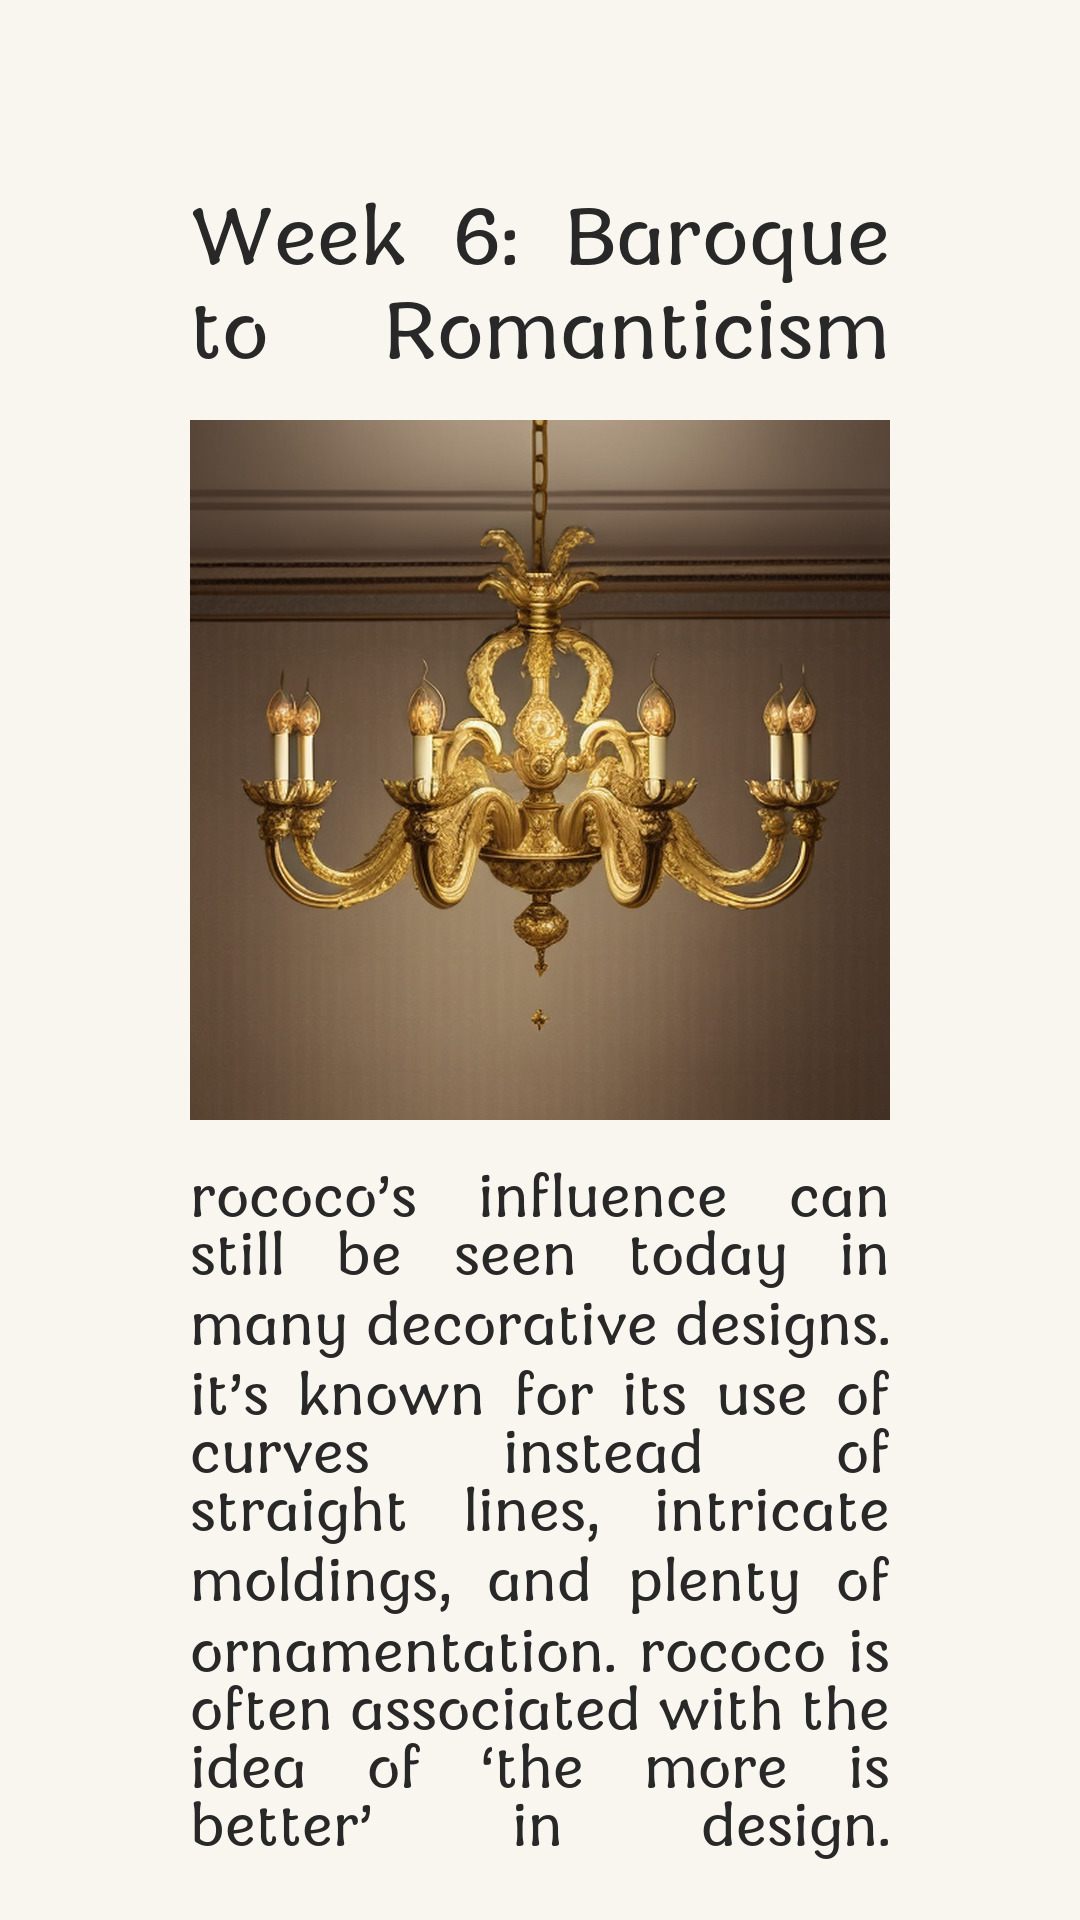 Week 6: Baroque
to Romanticism
rococo’s influence can
still be seen today in
many decorative designs.
it’s known for its use of
curves instead of
straight lines, intricate
moldings, and plenty of
ornamentation. rococo is
often associated with the
idea of ‘the more is
better’ in design.